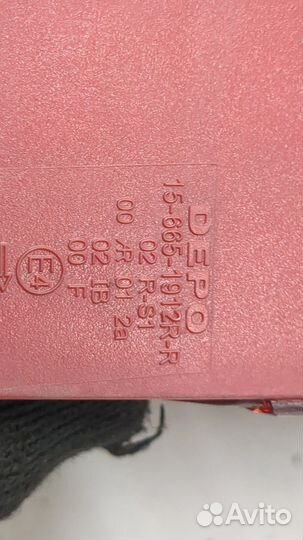 DEPO
15-665-1912R-R
02 R-S1
00 AR 01 2a
02 IB
00 F
E4
Avito